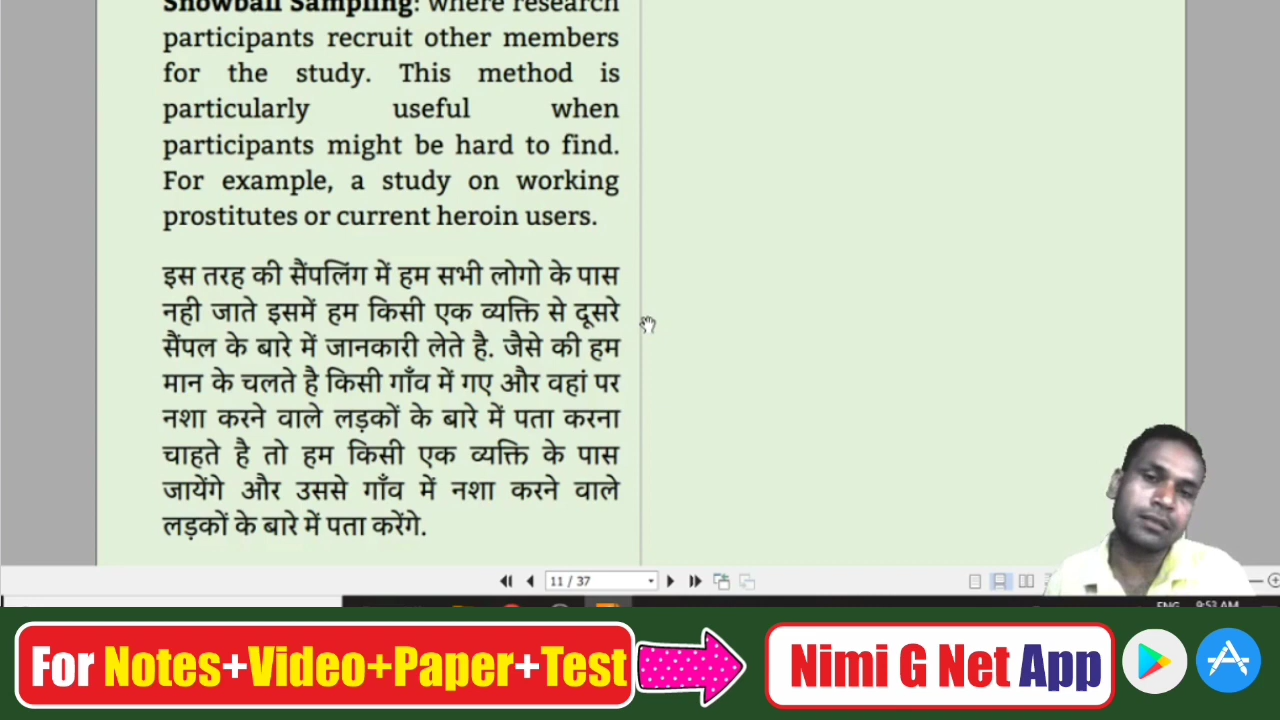 Snowball Sampling: where research
participants recruit other members
for the study. This method is
particularly useful when
participants might be hard to find.
For example, a study on working
prostitutes or current heroin users.
इस तरह की सैंपलिंग में हम सभी लोगो के पास
नही जाते इसमें हम किसी एक व्यक्ति से दूसरे
सैंपल के बारे में जानकारी लेते है. जैसे की हम
मान के चलते है किसी गाँव में गए और वहां पर
नशा करने वाले लड़कों के बारे में पता करना
चाहते है तो हम किसी एक व्यक्ति के पास
जायेंगे और उससे गाँव में नशा करने वाले
लड़कों के बारे में पता करेंगे.
11 / 37
ENG 9:53 AM
For Notes+Video+Paper+Test
Nimi G Net App